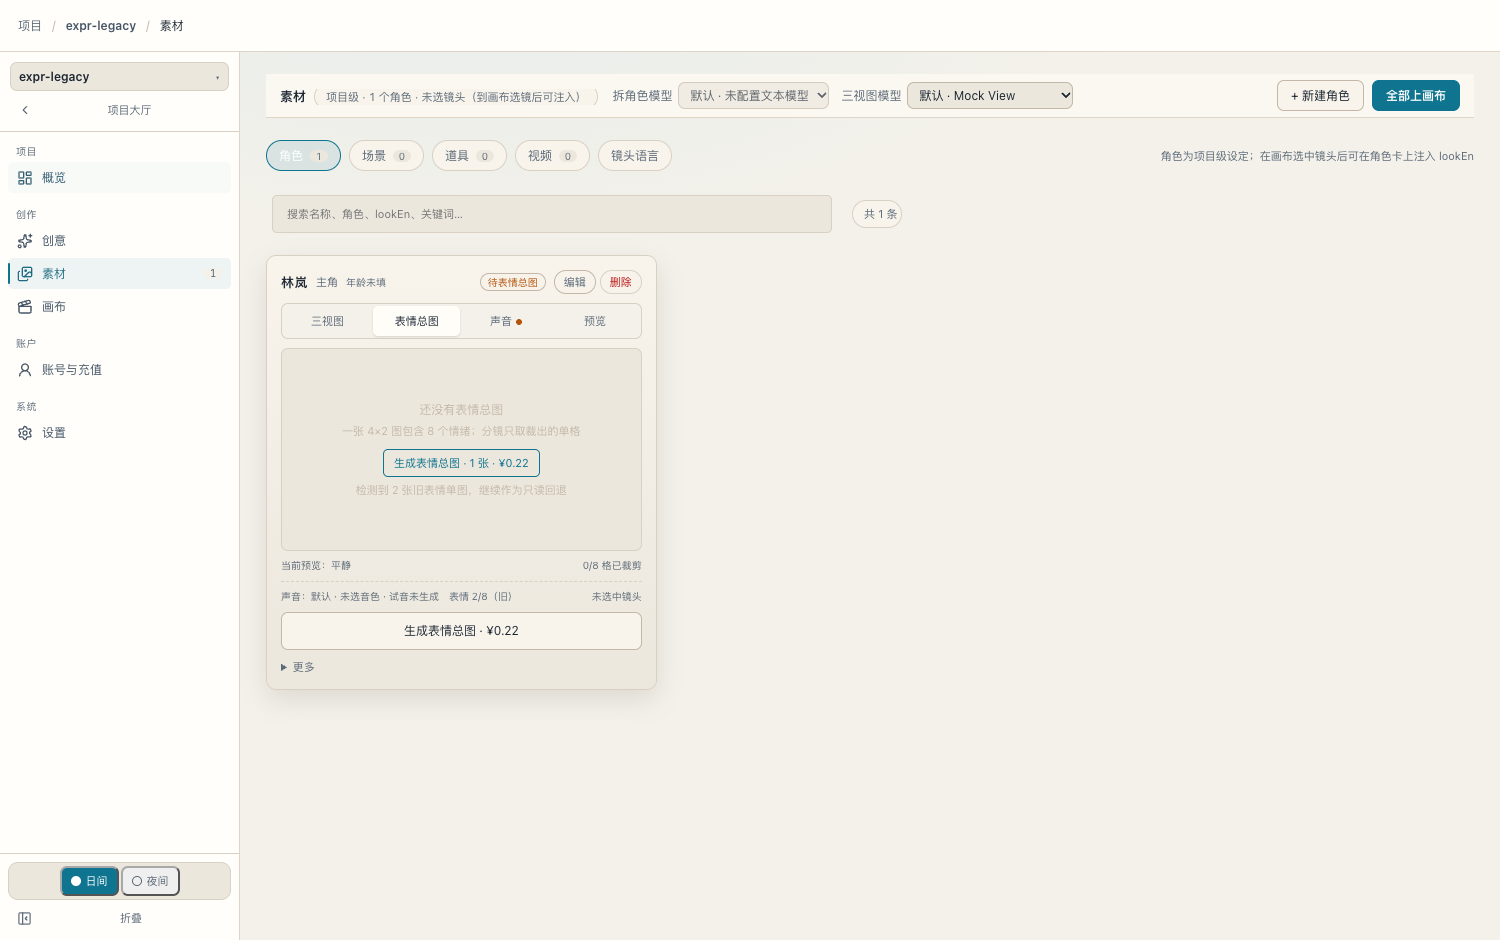 项目 / expr-legacy / 素材
expr-legacy
项目大厅
项目
概览
创作
创意
素材 1
画布
账户
账号与充值
系统
设置
日间 夜间
折叠
素材 项目级 · 1 个角色 · 未选镜头（到画布选镜后可注入） 拆角色模型 默认 · 未配置文本模型 三视图模型 默认 · Mock View + 新建角色 全部上画布
角色 1 场景 0 道具 0 视频 0 镜头语言 角色为项目级设定；在画布选中镜头后可在角色卡上注入 lookEn
搜索名称、角色、lookEn、关键词... 共 1 条
林岚 主角 年龄未填 待表情总图 编辑 删除
三视图 表情总图 声音 预览
还没有表情总图
一张 4×2 图包含 8 个情绪；分镜只取裁出的单格
生成表情总图 · 1 张 · ¥0.22
检测到 2 张旧表情单图，继续作为只读回退
当前预览：平静 0/8 格已裁剪
声音：默认 · 未选音色 · 试音未生成 表情 2/8（旧） 未选中镜头
生成表情总图 · ¥0.22
更多